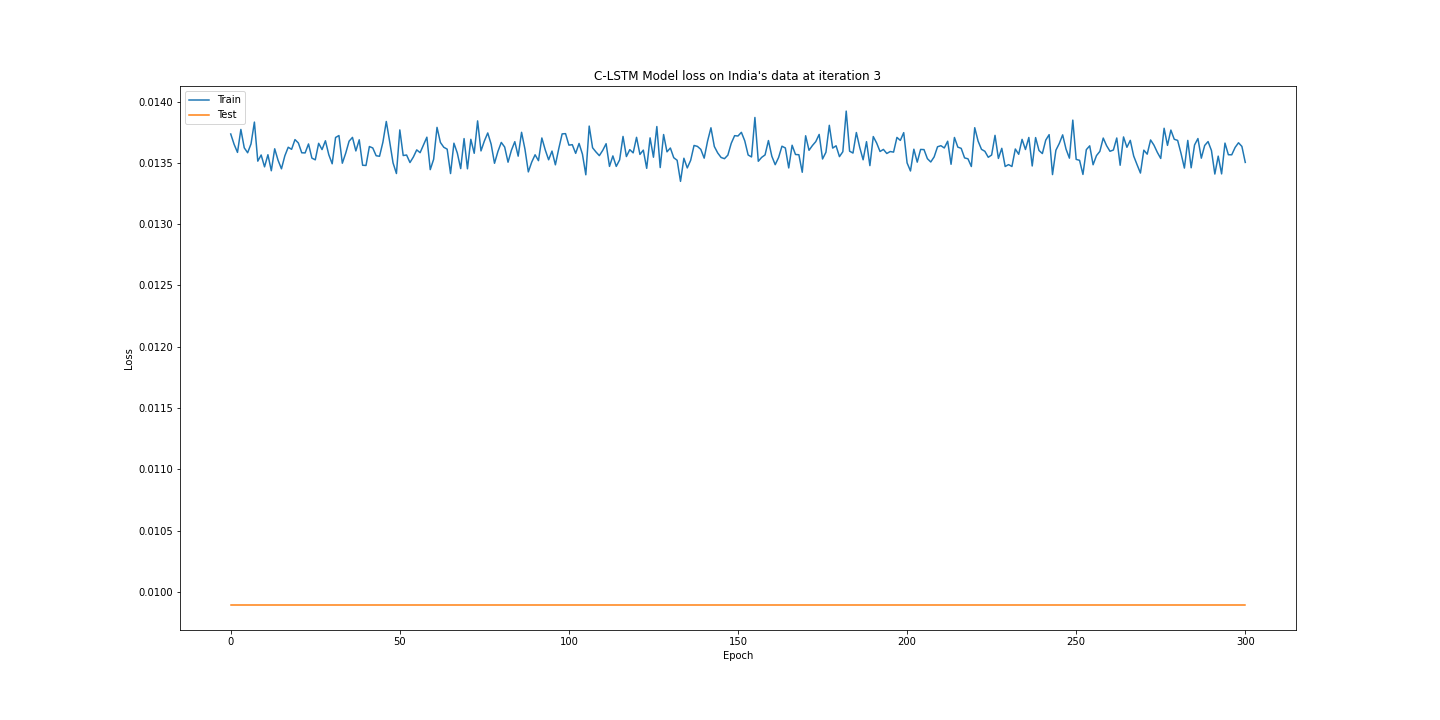 C-LSTM Model loss on India's data at iteration 3
Train
Test
0.0140
0.0135
0.0130
0.0125
0.0120
0.0115
0.0110
0.0105
0.0100
Loss
0 50 100 150 200 250 300
Epoch